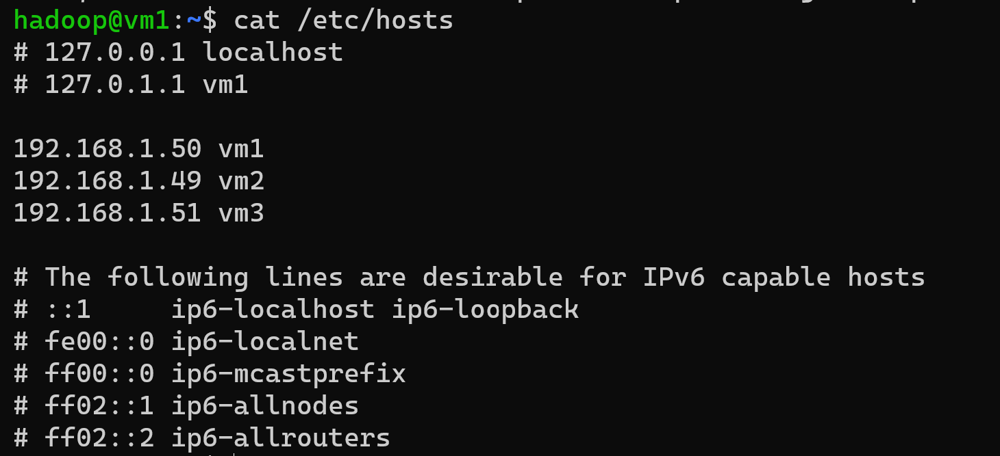 hadoop@vm1:~$ cat /etc/hosts
# 127.0.0.1 localhost
# 127.0.1.1 vm1
192.168.1.50 vm1
192.168.1.49 vm2
192.168.1.51 vm3
# The following lines are desirable for IPv6 capable hosts
# ::1     ip6-localhost ip6-loopback
# fe00::0 ip6-localnet
# ff00::0 ip6-mcastprefix
# ff02::1 ip6-allnodes
# ff02::2 ip6-allrouters